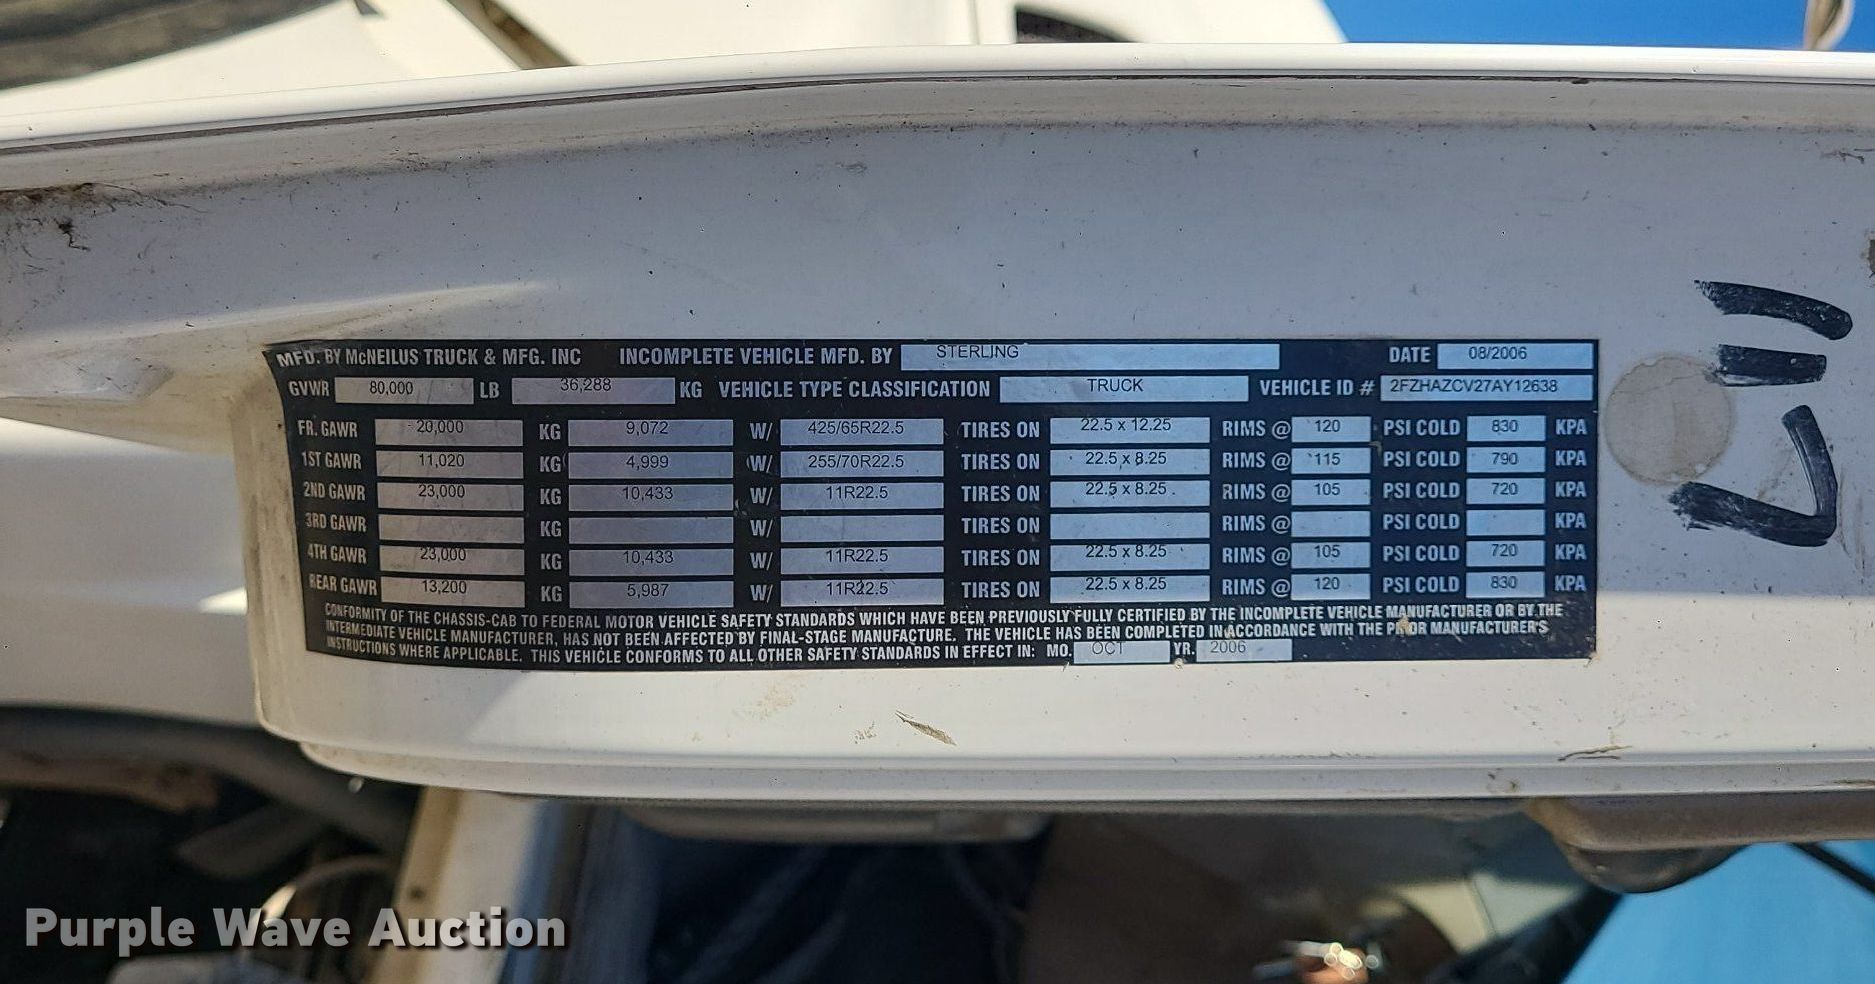 MFD. BY McNEILUS TRUCK & MFG. INC INCOMPLETE VEHICLE MFD. BY STERLING DATE 08/2006
GVWR 80,000 LB 36,288 KG VEHICLE TYPE CLASSIFICATION TRUCK VEHICLE ID # 2FZHAZCV27AY12638
FR. GAWR 20,000 KG 9,072 W/ 425/65R22.5 TIRES ON 22.5 x 12.25 RIMS @ 120 PSI COLD 830 KPA
1ST GAWR 11,020 KG 4,999 W/ 255/70R22.5 TIRES ON 22.5 x 8.25 RIMS @ 115 PSI COLD 790 KPA
2ND GAWR 23,000 KG 10,433 W/ 11R22.5 TIRES ON 22.5 x 8.25 RIMS @ 105 PSI COLD 720 KPA
3RD GAWR KG W/ TIRES ON RIMS @ PSI COLD KPA
4TH GAWR 23,000 KG 10,433 W/ 11R22.5 TIRES ON 22.5 x 8.25 RIMS @ 105 PSI COLD 720 KPA
REAR GAWR 13,200 KG 5,987 W/ 11R22.5 TIRES ON 22.5 x 8.25 RIMS @ 120 PSI COLD 830 KPA
CONFORMITY OF THE CHASSIS-CAB TO FEDERAL MOTOR VEHICLE SAFETY STANDARDS WHICH HAVE BEEN PREVIOUSLY FULLY CERTIFIED BY THE INCOMPLETE VEHICLE MANUFACTURER OR BY THE
INTERMEDIATE VEHICLE MANUFACTURER, HAS NOT BEEN AFFECTED BY FINAL-STAGE MANUFACTURE. THE VEHICLE HAS BEEN COMPLETED IN ACCORDANCE WITH THE PRIOR MANUFACTURER'S
INSTRUCTIONS WHERE APPLICABLE. THIS VEHICLE CONFORMS TO ALL OTHER SAFETY STANDARDS IN EFFECT IN: MO. OCT YR. 2006
Purple Wave Auction